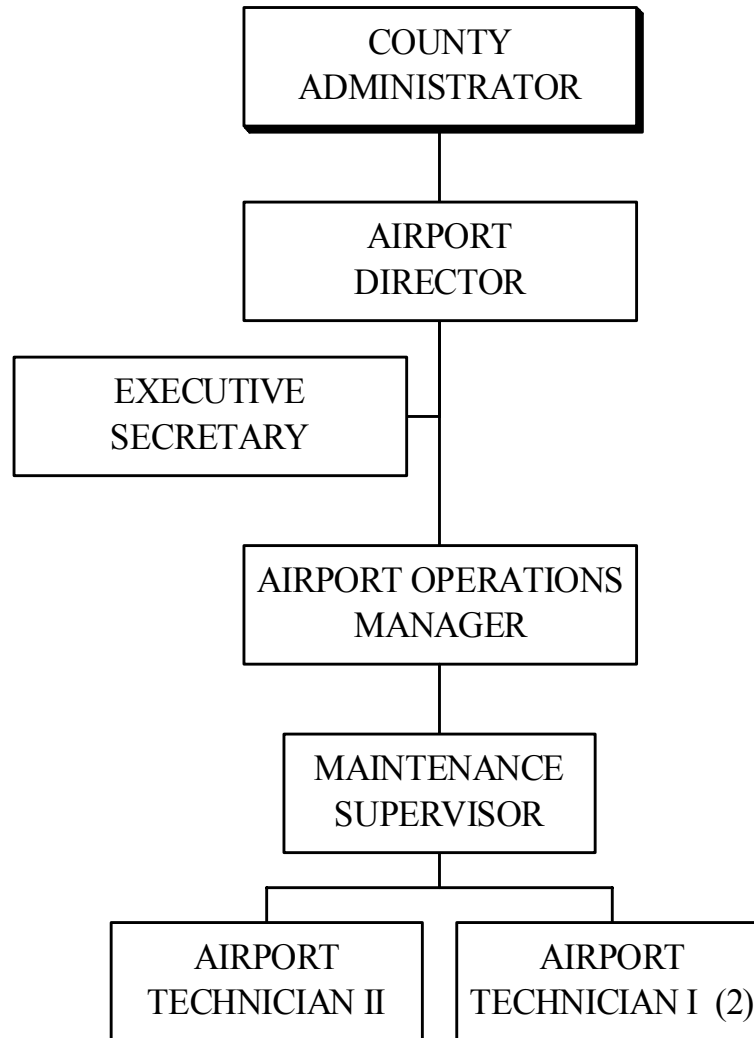 COUNTY
ADMINISTRATOR
AIRPORT
DIRECTOR
EXECUTIVE
SECRETARY
AIRPORT OPERATIONS
MANAGER
MAINTENANCE
SUPERVISOR
AIRPORT
TECHNICIAN II
AIRPORT
TECHNICIAN I (2)